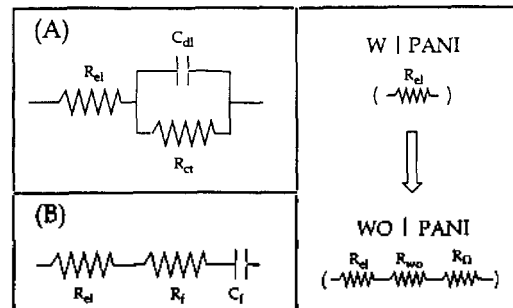 (A)
C_dl
R_el
R_ct
(B)
R_el R_f C_f
W | PANI
R_el
( )
WO | PANI
R_el R_wo R_Ω
( )